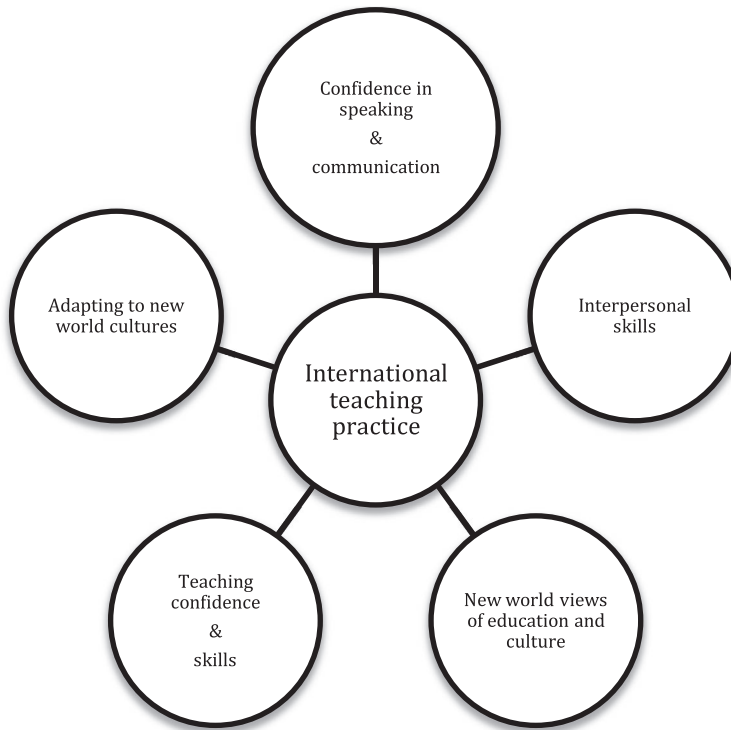 Confidence in
speaking
&
communication
Adapting to new
world cultures
Interpersonal
skills
International
teaching
practice
Teaching
confidence
&
skills
New world views
of education and
culture